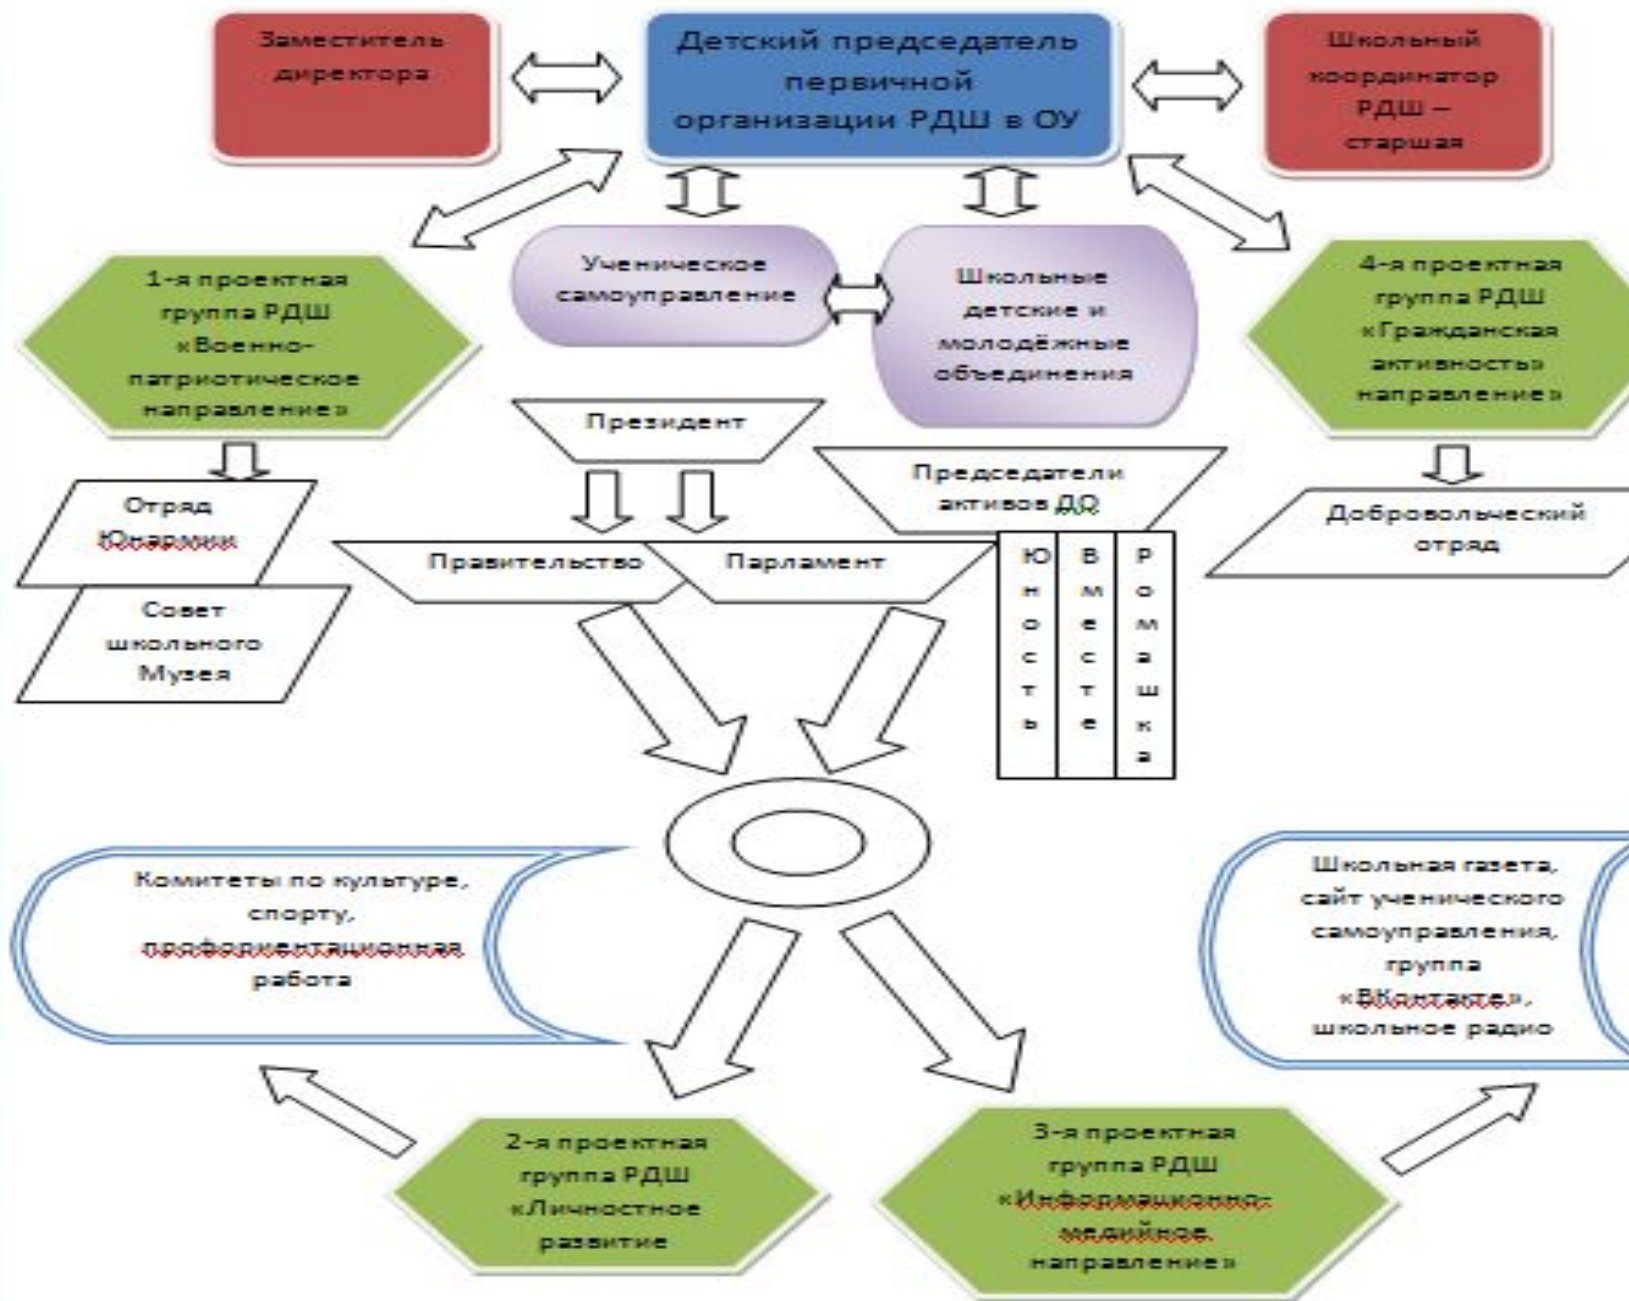 Заместитель
директора
Детский председатель
первичной
организации РДШ в ОУ
Школьный
координатор
РДШ –
старшая
1-я проектная
группа РДШ
«Военно-
патриотическое
направление»
Ученическое
самоуправление
Школьные
детские и
молодёжные
объединения
4-я проектная
группа РДШ
«Гражданская
активность»
направление»
Президент
Председатели
активов ДО
Отряд
Юнармии
Правительство
Парламент
Юность
Вместе
Ромашка
Добровольческий
отряд
Совет
школьного
Музея
Комитеты по культуре,
спорту,
профориентационная
работа
Школьная газета,
сайт ученического
самоуправления,
группа
«ВКонтакте»,
школьное радио
2-я проектная
группа РДШ
«Личностное
развитие
3-я проектная
группа РДШ
«Информационно-
медийное
направление»